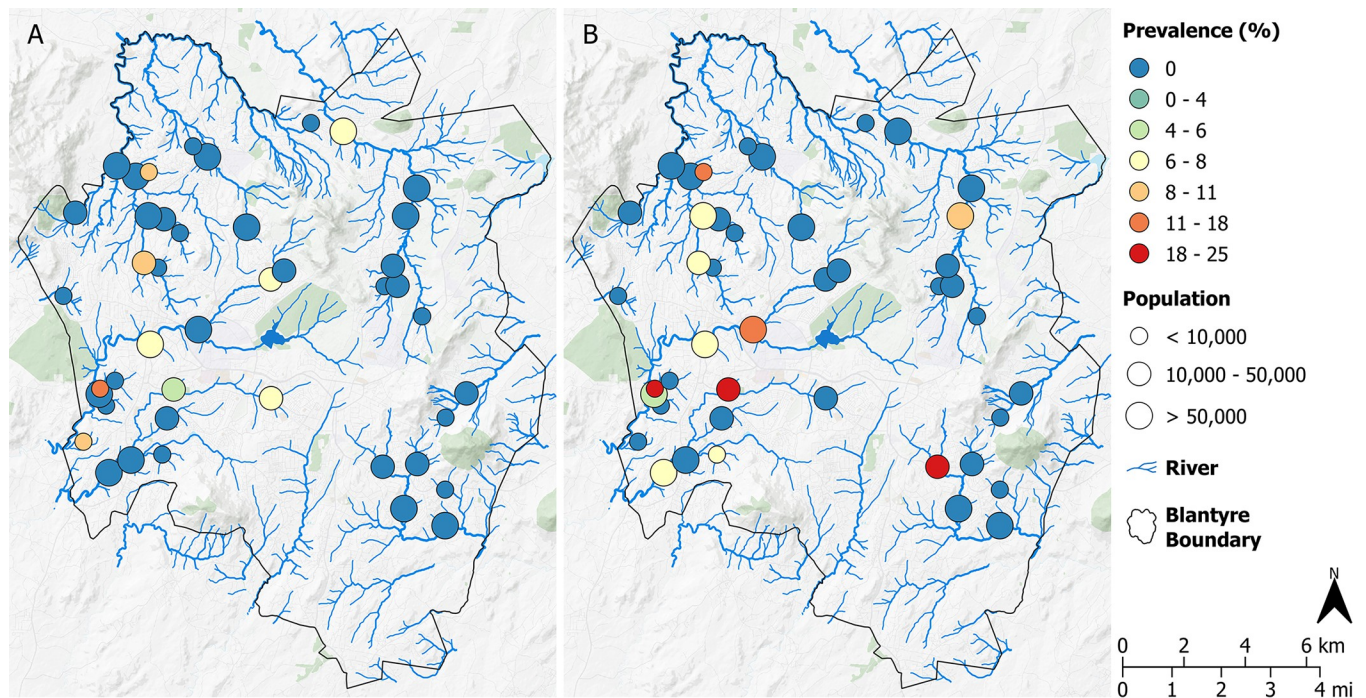 A
B
Prevalence (%)
0
0 - 4
4 - 6
6 - 8
8 - 11
11 - 18
18 - 25
Population
< 10,000
10,000 - 50,000
> 50,000
River
Blantyre
Boundary
N
0 2 4 6 km
0 1 2 3 4 mi